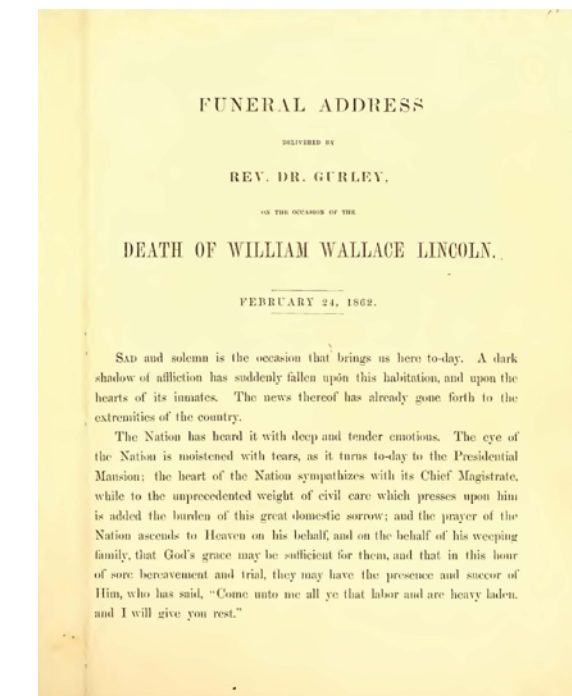 FUNERAL ADDRESS
DELIVERED BY
REV. DR. GURLEY,
ON THE OCCASION OF THE
DEATH OF WILLIAM WALLACE LINCOLN.
FEBRUARY 24, 1862.
SAD and solemn is the occasion that brings us here to-day. A dark
shadow of affliction has suddenly fallen upon this habitation, and upon the
hearts of its inmates. The news thereof has already gone forth to the
extremities of the country.
The Nation has heard it with deep and tender emotions. The eye of
the Nation is moistened with tears, as it turns to-day to the Presidential
Mansion; the heart of the Nation sympathizes with its Chief Magistrate,
while to the unprecedented weight of civil care which presses upon him
is added the burden of this great domestic sorrow; and the prayer of the
Nation ascends to Heaven on his behalf, and on the behalf of his weeping
family, that God's grace may be sufficient for them, and that in this hour
of sore bereavement and trial, they may have the presence and succor of
Him, who has said, "Come unto me all ye that labor and are heavy laden.
and I will give you rest."